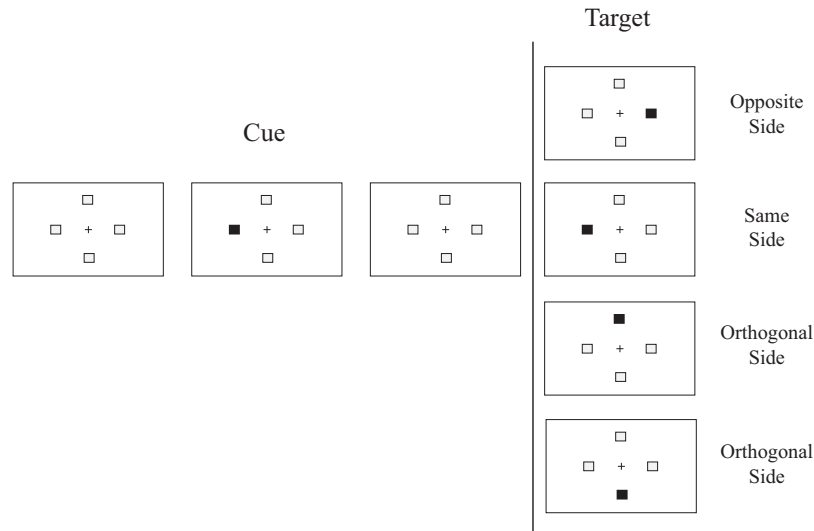 Target
Cue
Opposite
Side
Same
Side
Orthogonal
Side
Orthogonal
Side